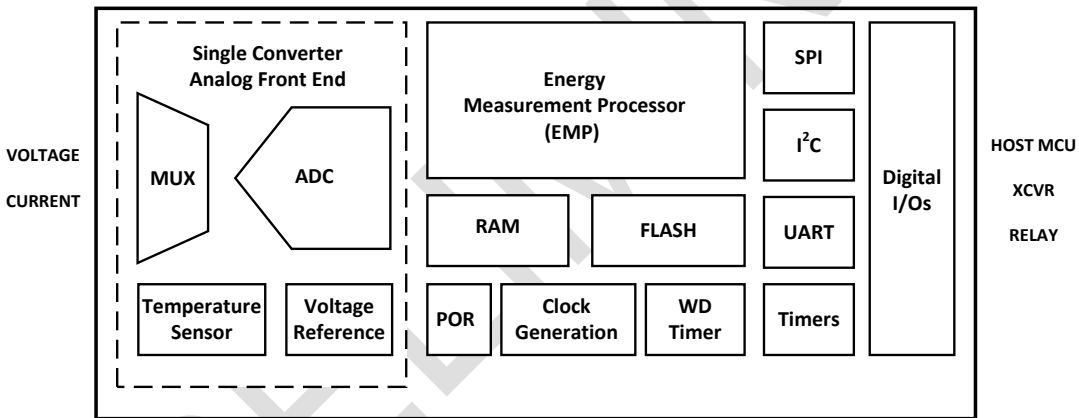 Single Converter
Analog Front End
MUX
ADC
Temperature
Sensor
Voltage
Reference
Energy
Measurement Processor
(EMP)
RAM
FLASH
POR
Clock
Generation
WD
Timer
SPI
I²C
UART
Timers
Digital
I/Os
VOLTAGE
CURRENT
HOST MCU
XCVR
RELAY